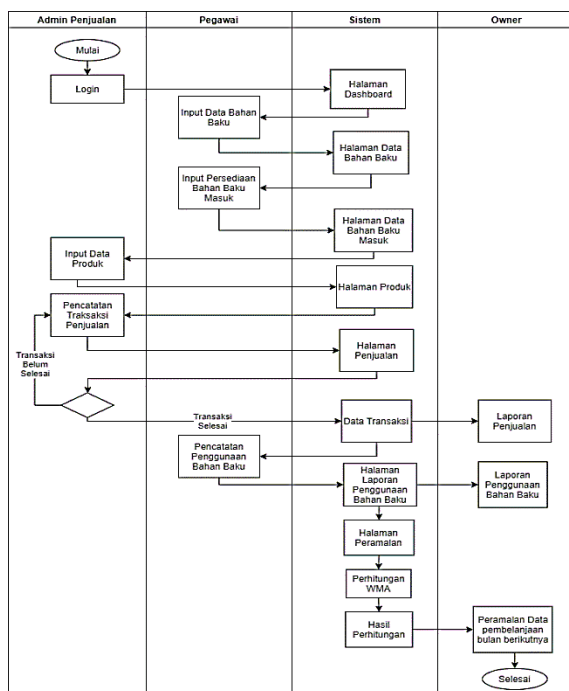 Admin Penjualan
Pegawai
Sistem
Owner
Mulai
Login
Halaman
Dashboard
Input Data Bahan
Baku
Halaman Data
Bahan Baku
Input Persediaan
Bahan Baku
Masuk
Halaman Data
Bahan Baku
Masuk
Input Data
Produk
Halaman Produk
Pencatatan
Traksaksi
Penjualan
Halaman
Penjualan
Transaksi
Belum
Selesai
Transaksi
Selesai
Data Transaksi
Laporan
Penjualan
Pencatatan
Penggunaan
Bahan Baku
Halaman
Laporan
Penggunaan
Bahan Baku
Laporan
Penggunaan
Bahan Baku
Halaman
Peramalan
Perhitungan
WMA
Hasil
Perhitungan
Peramalan Data
pembelanjaan
bulan berikutnya
Selesai